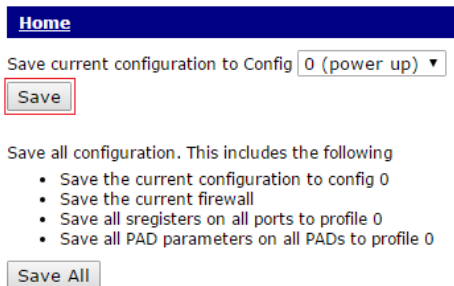 Home
Save current configuration to Config 0 (power up) ▼
Save
Save all configuration. This includes the following
• Save the current configuration to config 0
• Save the current firewall
• Save all sregisters on all ports to profile 0
• Save all PAD parameters on all PADs to profile 0
Save All